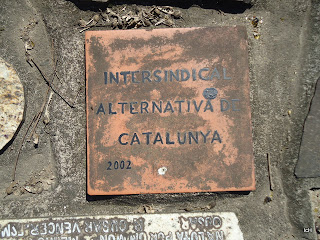 INTERSINDICAL
ALTERNATIVA DE
CATALUNYA
2002